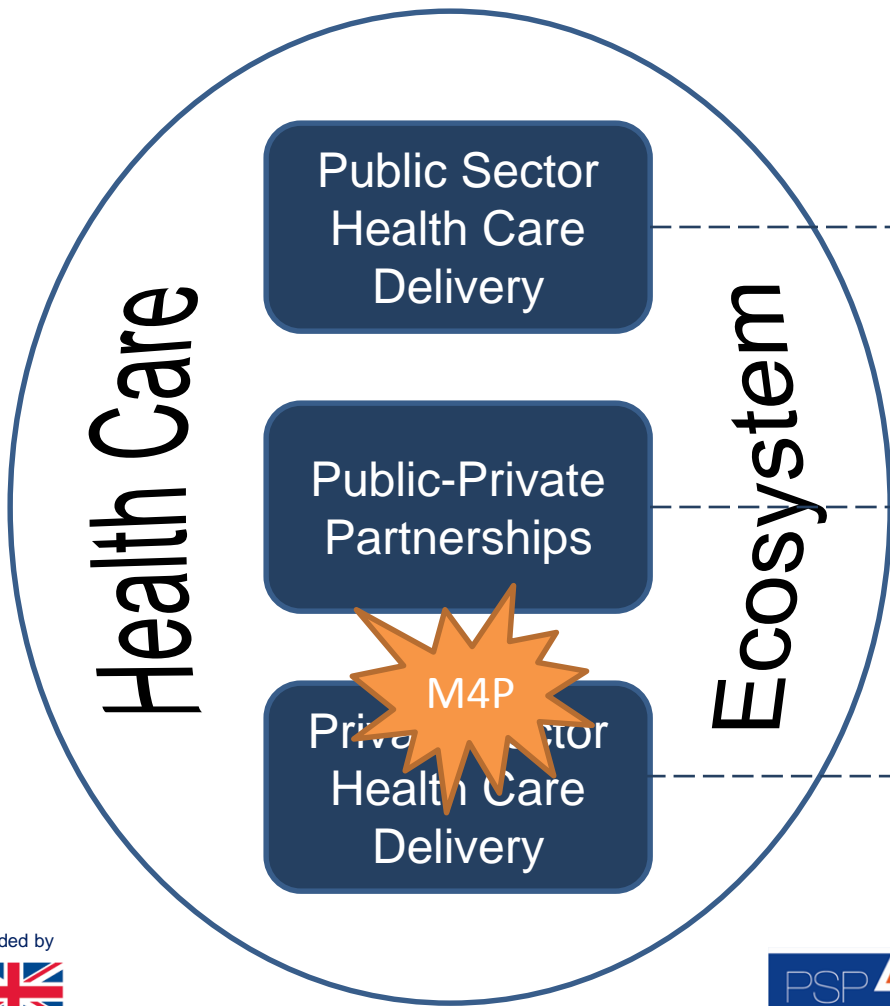 Health Care
Public Sector
Health Care
Delivery
Public-Private
Partnerships
M4P
Health Care
Delivery
Ecosystem
ded by
PSP